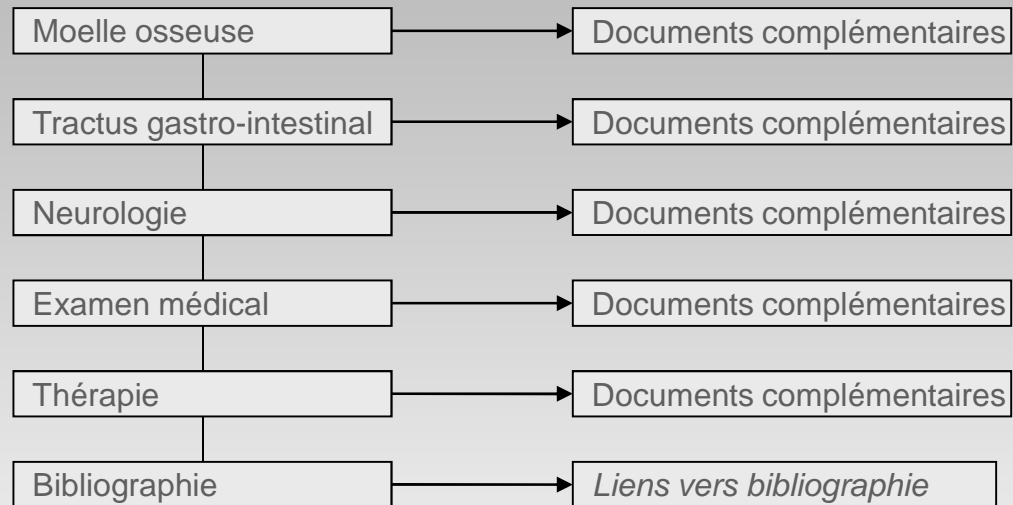 Moelle osseuse
Documents complémentaires
Tractus gastro-intestinal
Documents complémentaires
Neurologie
Documents complémentaires
Examen médical
Documents complémentaires
Thérapie
Documents complémentaires
Bibliographie
Liens vers bibliographie